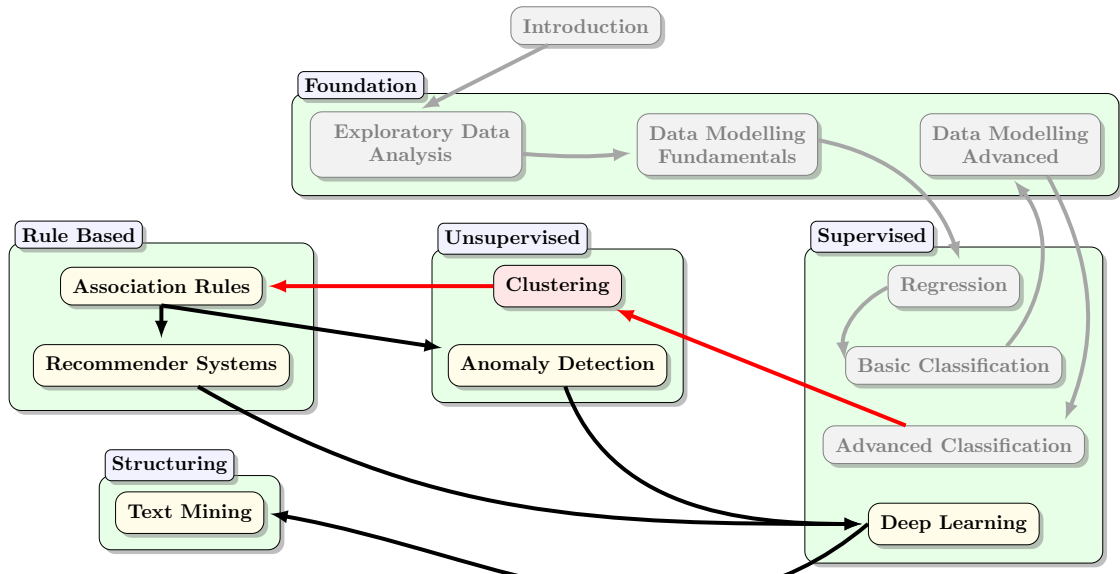 Introduction
Foundation
Exploratory Data
Analysis
Data Modelling
Fundamentals
Data Modelling
Advanced
Rule Based
Association Rules
Recommender Systems
Unsupervised
Clustering
Anomaly Detection
Supervised
Regression
Basic Classification
Advanced Classification
Deep Learning
Structuring
Text Mining